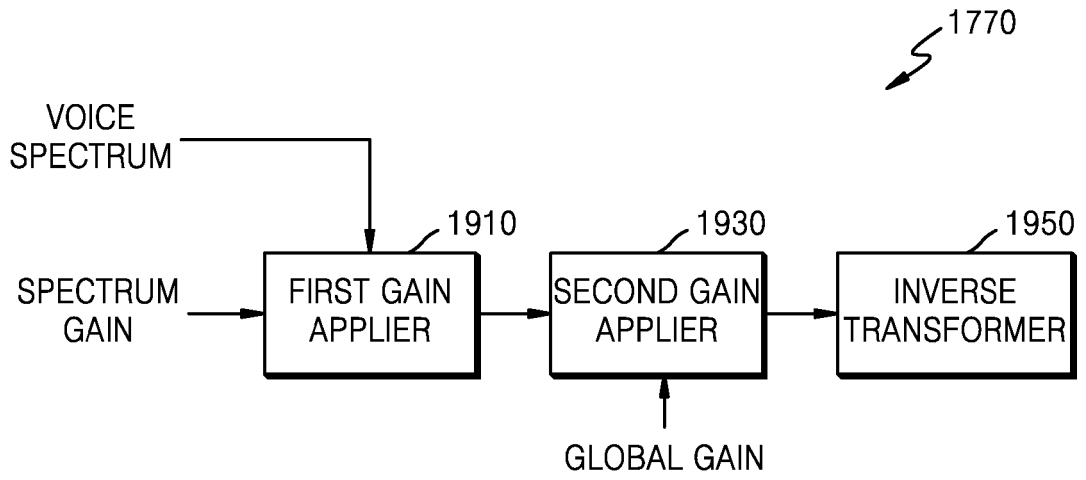 1770
VOICE
SPECTRUM
1910
1930
1950
SPECTRUM
GAIN
FIRST GAIN
APPLIER
SECOND GAIN
APPLIER
INVERSE
TRANSFORMER
GLOBAL GAIN